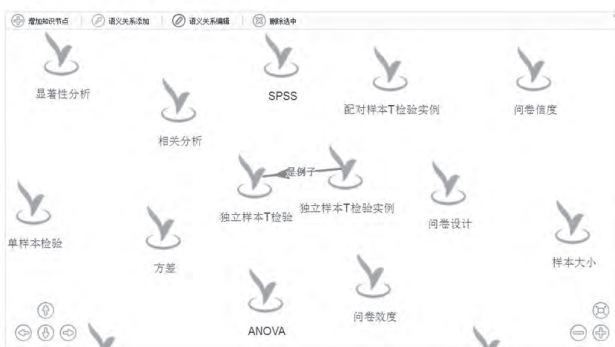 增加知识节点 语义关系添加 语义关系编辑 删除选中
显著性分析
SPSS
配对样本T检验实例
问卷信度
相关分析
是例子
独立样本T检验
独立样本T检验实例
问卷设计
单样本检验
方差
样本大小
ANOVA
问卷效度